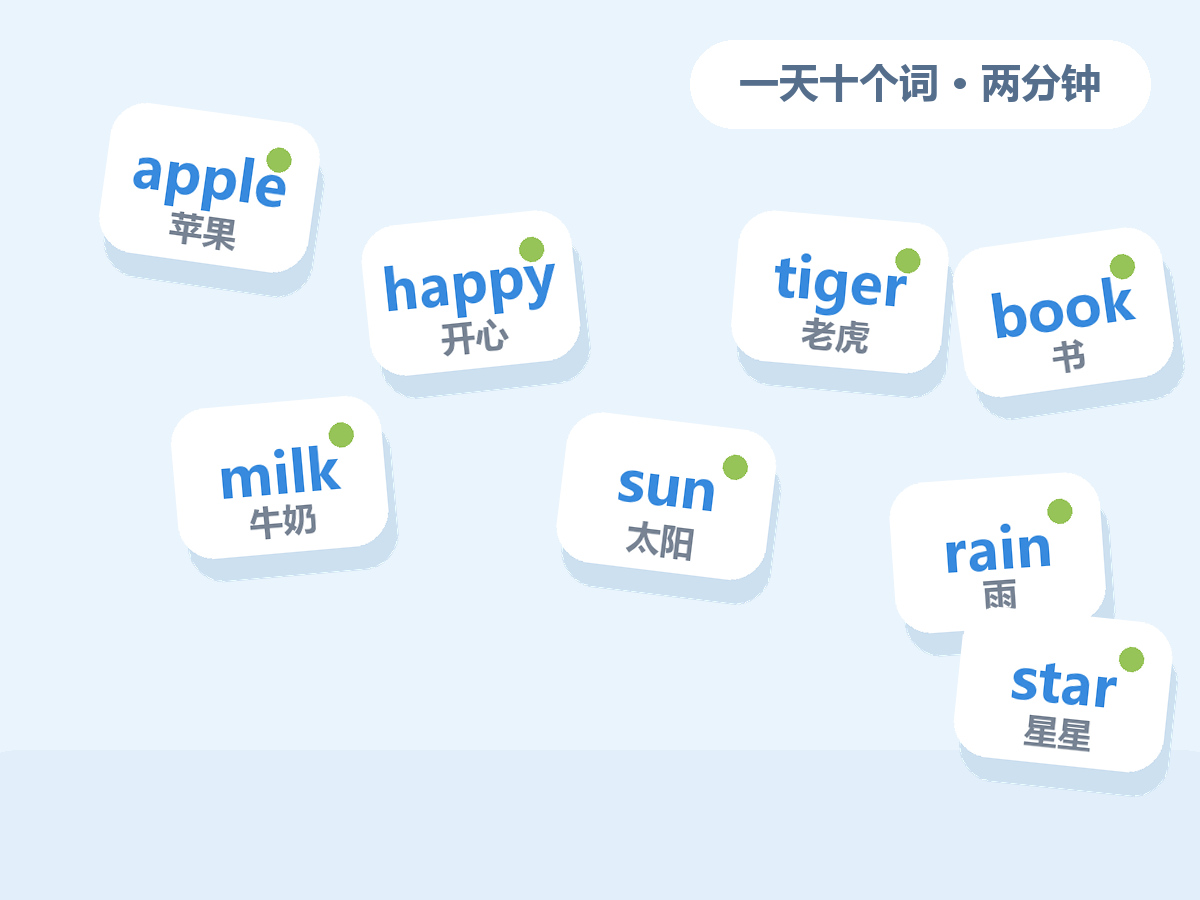 一天十个词·两分钟
apple
苹果
happy
开心
tiger
老虎
book
书
milk
牛奶
sun
太阳
rain
雨
star
星星